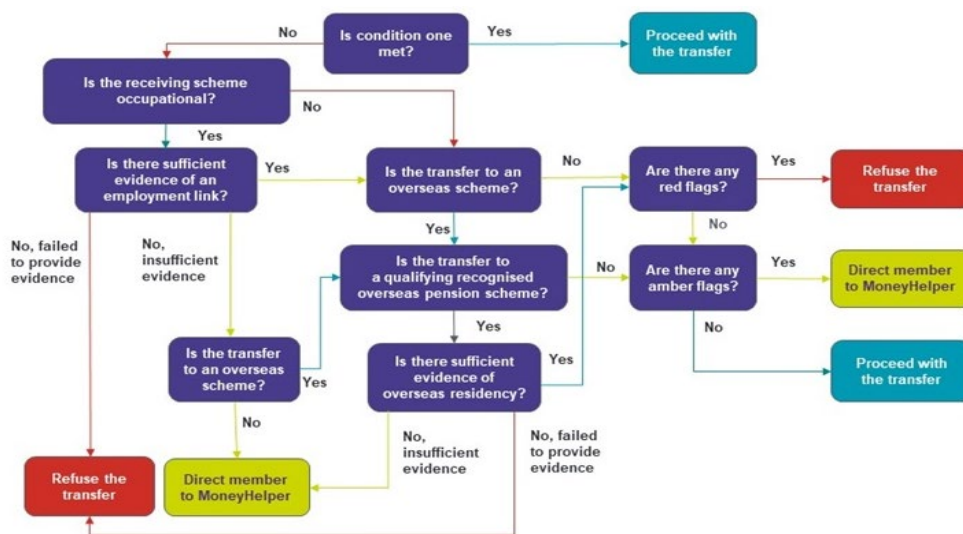 Is condition one
met?
Yes
Proceed with
the transfer
No
Is the receiving scheme
occupational?
No
Yes
Is there sufficient
evidence of an
employment link?
Yes
Is the transfer to an
overseas scheme?
No
Are there any
red flags?
Yes
Refuse the
transfer
No, failed
to provide
evidence
No,
insufficient
evidence
Yes
No
Is the transfer to
a qualifying recognised
overseas pension scheme?
No
Are there any
amber flags?
Yes
Direct member
to MoneyHelper
Yes
No
Is the transfer
to an overseas
scheme?
Yes
Is there sufficient
evidence of
overseas residency?
Yes
Proceed with
the transfer
No
No,
insufficient
evidence
No, failed
to provide
evidence
Refuse the
transfer
Direct member
to MoneyHelper